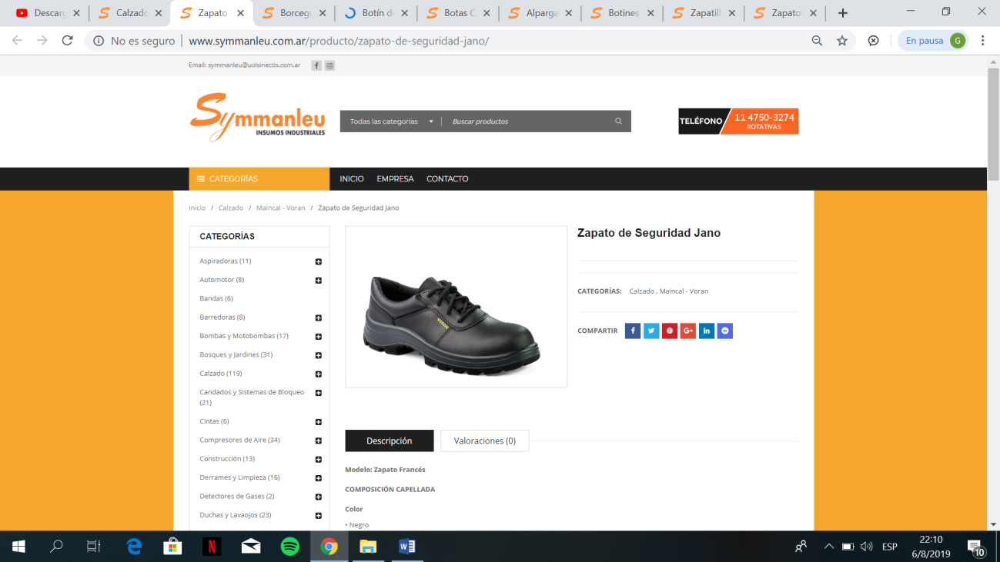 Descarg
Calzado
Zapato
Borcegu
Botín de
Botas C
Alparga
Botines
Zapatill
Zapatos
No es seguro | www.symmanleu.com.ar/producto/zapato-de-seguridad-jano/
En pausa G
Email: symmanleu@uolsinectis.com.ar
Symmanleu
INSUMOS INDUSTRIALES
Todas las categorías
Buscar productos
TELÉFONO 11 4750-3274
ROTATIVAS
CATEGORÍAS
INICIO EMPRESA CONTACTO
Inicio / Calzado / Maincal - Voran / Zapato de Seguridad Jano
CATEGORÍAS
Aspiradoras (11)
Automotor (8)
Bandas (6)
Barredoras (8)
Bombas y Motobombas (17)
Bosques y Jardines (31)
Calzado (119)
Candados y Sistemas de Bloqueo
(21)
Cintas (6)
Compresores de Aire (34)
Construcción (13)
Derrames y Limpieza (16)
Detectores de Gases (2)
Duchas y Lavaojos (23)
Zapato de Seguridad Jano
CATEGORÍAS: Calzado , Maincal - Voran
COMPARTIR
Descripción
Valoraciones (0)
Modelo: Zapato Francés
COMPOSICIÓN CAPELLADA
Color
• Negro
ESP
22:10
6/8/2019
10